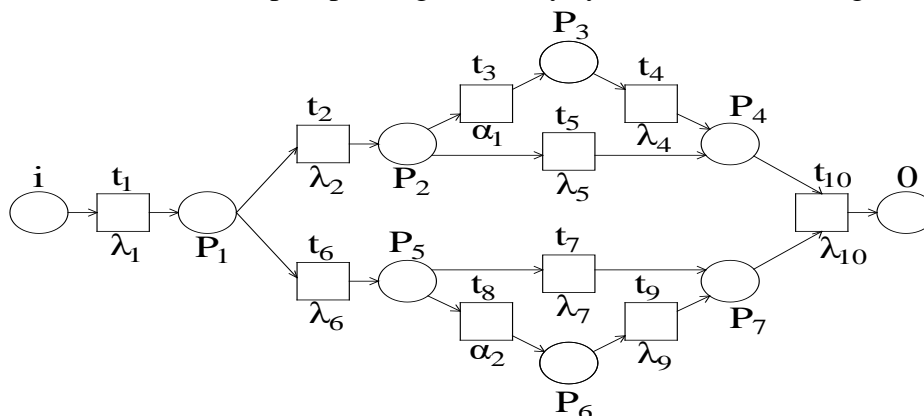 P₃
t₃
t₄
α₁
λ₄
t₂
P₄
t₅
λ₂
P₂
λ₅
i
t₁
t₁₀
0
λ₁
P₁
λ₁₀
t₆
P₅
t₇
λ₆
t₈
λ₇
t₉
P₇
α₂
λ₉
P₆